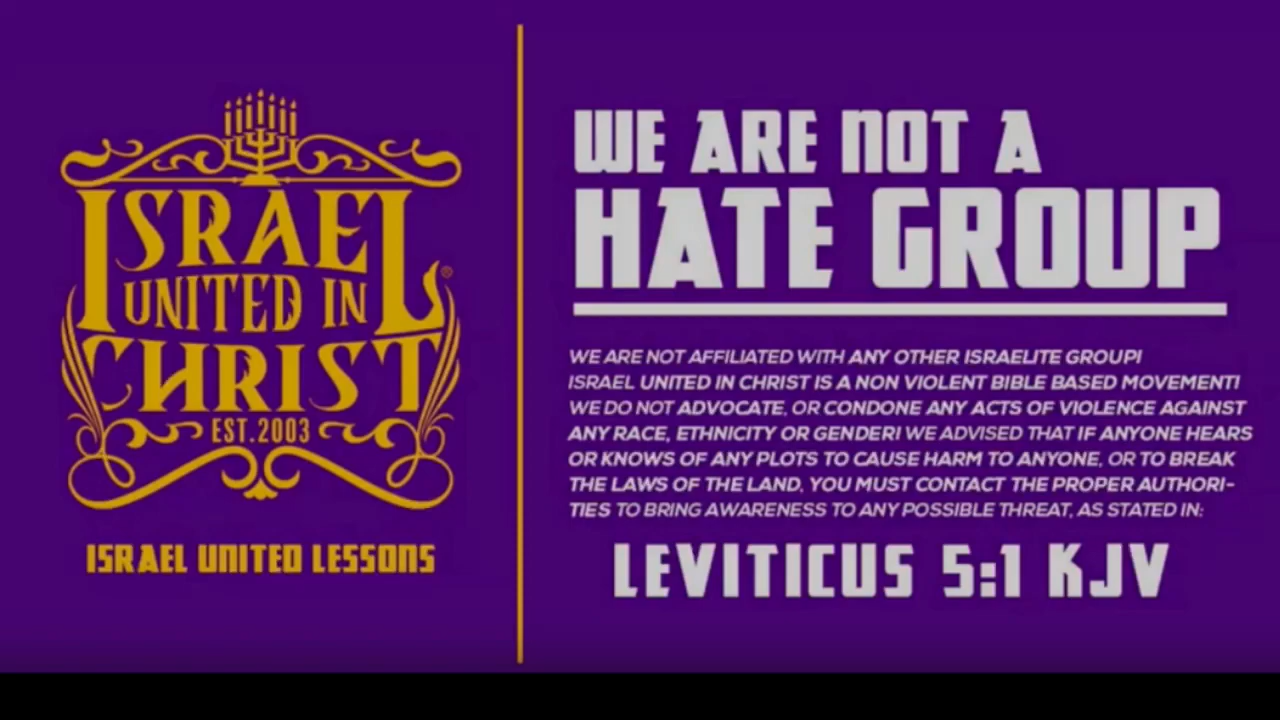 ISRAEL
UNITED IN
CHRIST
EST.2003
ISRAEL UNITED LESSONS
WE ARE NOT A
HATE GROUP
WE ARE NOT AFFILIATED WITH ANY OTHER ISRAELITE GROUP!
ISRAEL UNITED IN CHRIST IS A NON VIOLENT BIBLE BASED MOVEMENT!
WE DO NOT ADVOCATE, OR CONDONE ANY ACTS OF VIOLENCE AGAINST
ANY RACE, ETHNICITY OR GENDER! WE ADVISED THAT IF ANYONE HEARS
OR KNOWS OF ANY PLOTS TO CAUSE HARM TO ANYONE, OR TO BREAK
THE LAWS OF THE LAND, YOU MUST CONTACT THE PROPER AUTHORI-
TIES TO BRING AWARENESS TO ANY POSSIBLE THREAT, AS STATED IN:
LEVITICUS 5:1 KJV